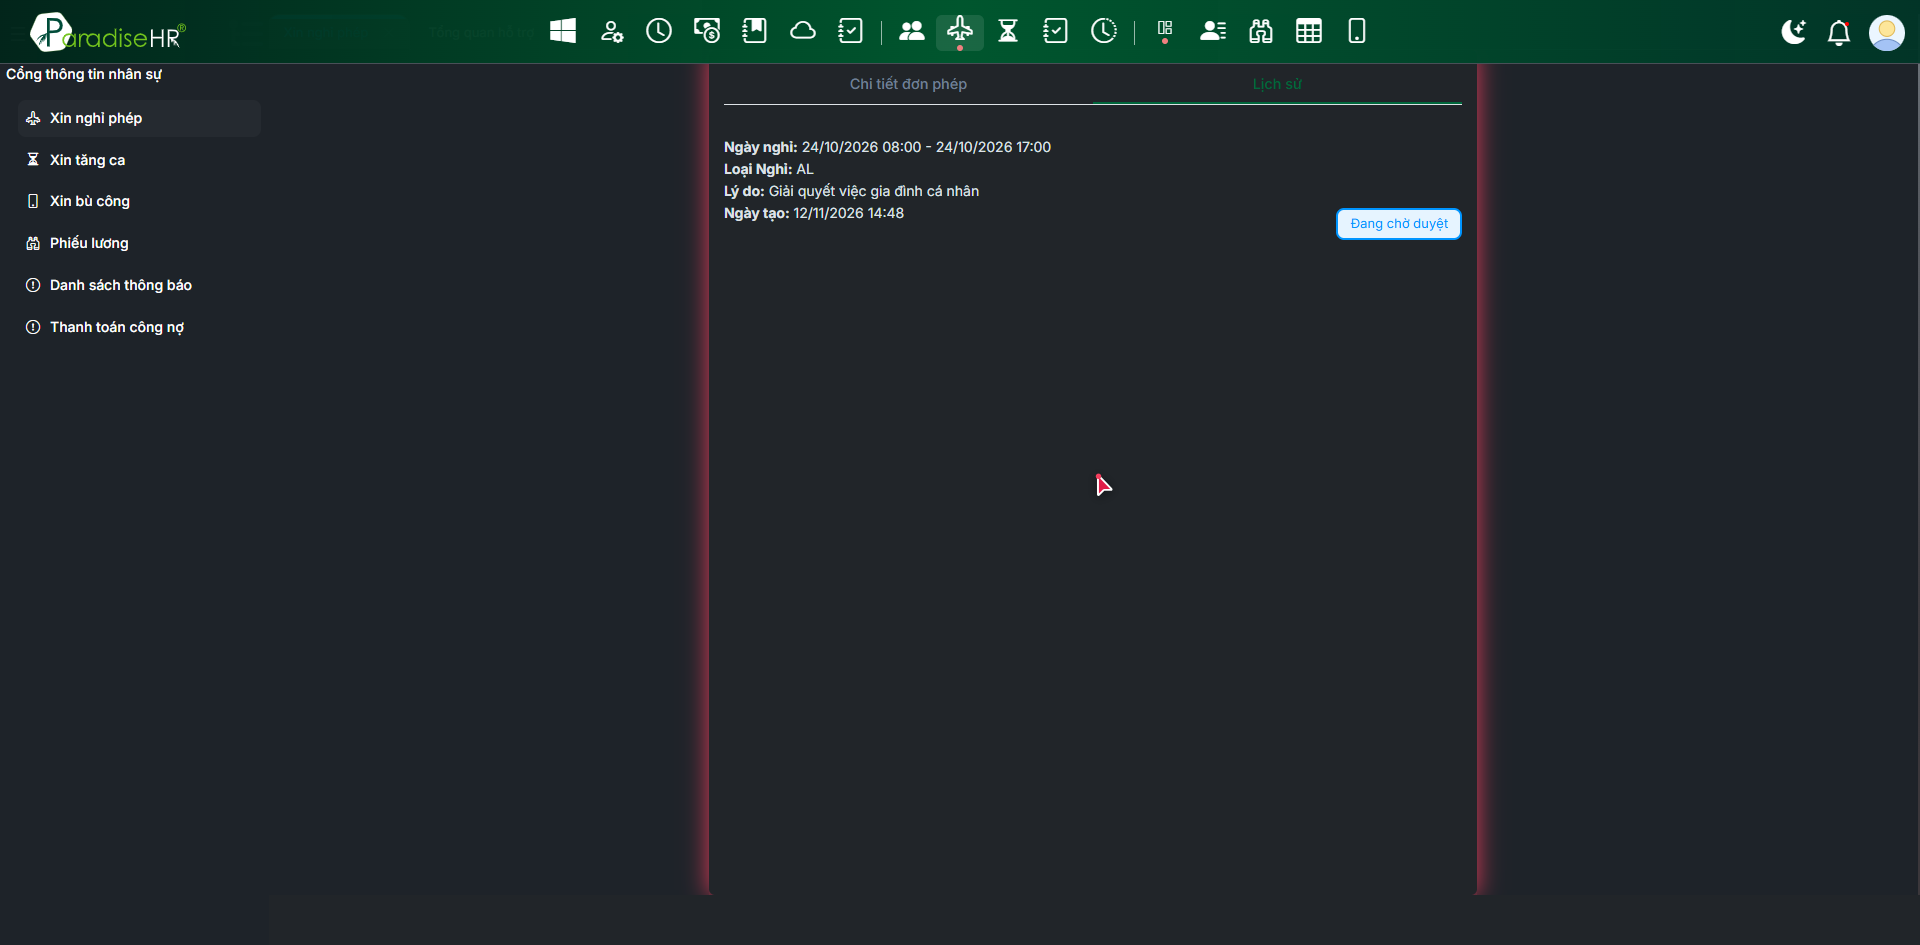 ParadiseHR®
Cổng thông tin nhân sự
Xin nghỉ phép
Xin tăng ca
Xin bù công
Phiếu lương
Danh sách thông báo
Thanh toán công nợ
Chi tiết đơn phép
Lịch sử
Ngày nghỉ: 24/10/2026 08:00 - 24/10/2026 17:00
Loại Nghỉ: AL
Lý do: Giải quyết việc gia đình cá nhân
Ngày tạo: 12/11/2026 14:48
Đang chờ duyệt